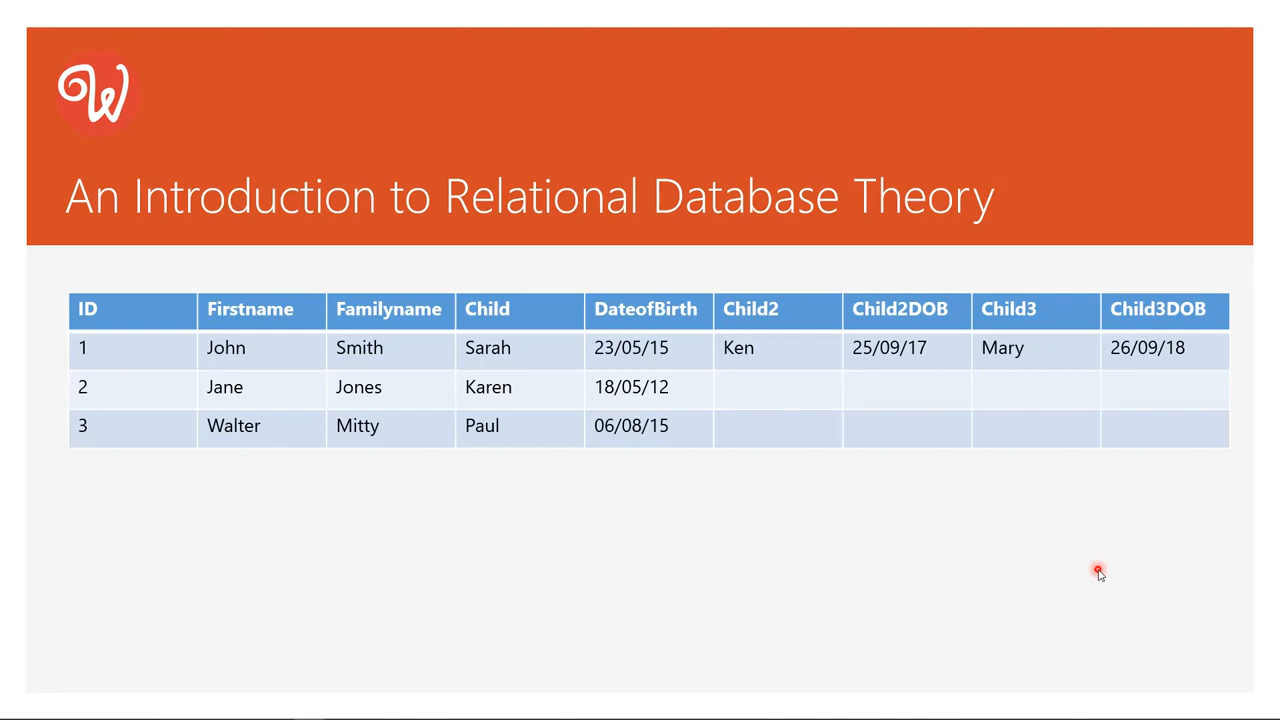 W
An Introduction to Relational Database Theory
ID Firstname Familyname Child DateofBirth Child2 Child2DOB Child3 Child3DOB
1 John Smith Sarah 23/05/15 Ken 25/09/17 Mary 26/09/18
2 Jane Jones Karen 18/05/12
3 Walter Mitty Paul 06/08/15